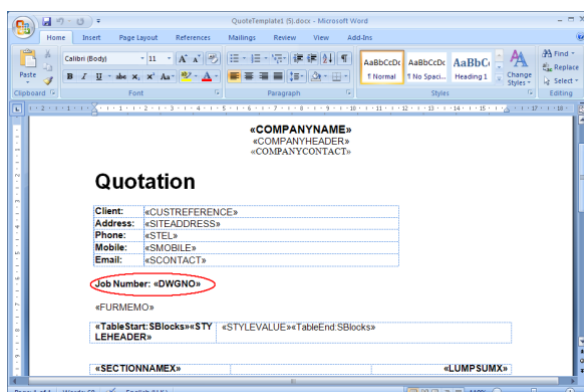 QuoteTemplate1 (5).docx - Microsoft Word
Home Insert Page Layout References Mailings Review View Add-Ins
Calibri (Body) 11
Paste
AaBbCcDc AaBbCcDc AaBbCc
¶ Normal ¶ No Spaci... Heading 1
Change Styles
Find
Replace
Select
Clipboard Font Paragraph Styles Editing
«COMPANYNAME»
«COMPANYHEADER»
«COMPANYCONTACT»
Quotation
Client: «CUSTREFERENCE»
Address: «SITEADDRESS»
Phone: «STEL»
Mobile: «SMOBILE»
Email: «SCONTACT»
Job Number: «DWGNO»
«FURMEMO»
«TableStart:SBlocks»«STY «STYLEVALUE»«TableEnd:SBlocks»
LEHEADER»
«SECTIONNAMEX» «LUMPSUMX»